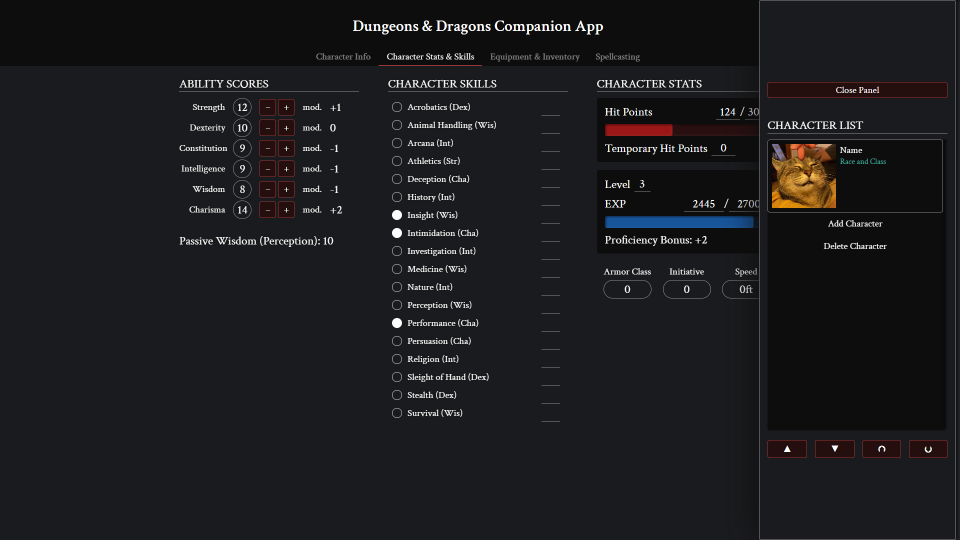 Dungeons & Dragons Companion App
Character Info
Character Stats & Skills
Equipment & Inventory
Spellcasting
ABILITY SCORES
Strength 12 − + mod. +1
Dexterity 10 − + mod. 0
Constitution 9 − + mod. -1
Intelligence 9 − + mod. -1
Wisdom 8 − + mod. -1
Charisma 14 − + mod. +2
Passive Wisdom (Perception): 10
CHARACTER SKILLS
Acrobatics (Dex)
Animal Handling (Wis)
Arcana (Int)
Athletics (Str)
Deception (Cha)
History (Int)
Insight (Wis)
Intimidation (Cha)
Investigation (Int)
Medicine (Wis)
Nature (Int)
Perception (Wis)
Performance (Cha)
Persuasion (Cha)
Religion (Int)
Sleight of Hand (Dex)
Stealth (Dex)
Survival (Wis)
CHARACTER STATS
Hit Points 124 / 30
Temporary Hit Points 0
Level 3
EXP 2445 / 2700
Proficiency Bonus: +2
Armor Class
0
Initiative
0
Speed
0ft
Close Panel
CHARACTER LIST
Name
Race and Class
Add Character
Delete Character